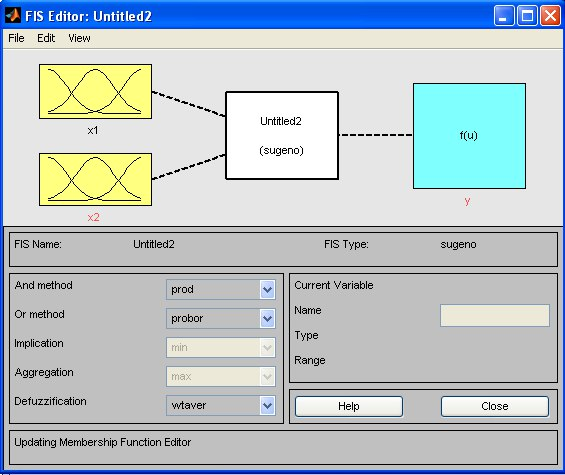 FIS Editor: Untitled2
File Edit View
x1
x2
Untitled2
(sugeno)
f(u)
y
FIS Name: Untitled2 FIS Type: sugeno
And method prod
Or method probor
Implication min
Aggregation max
Defuzzification wtaver
Current Variable
Name
Type
Range
Help Close
Updating Membership Function Editor